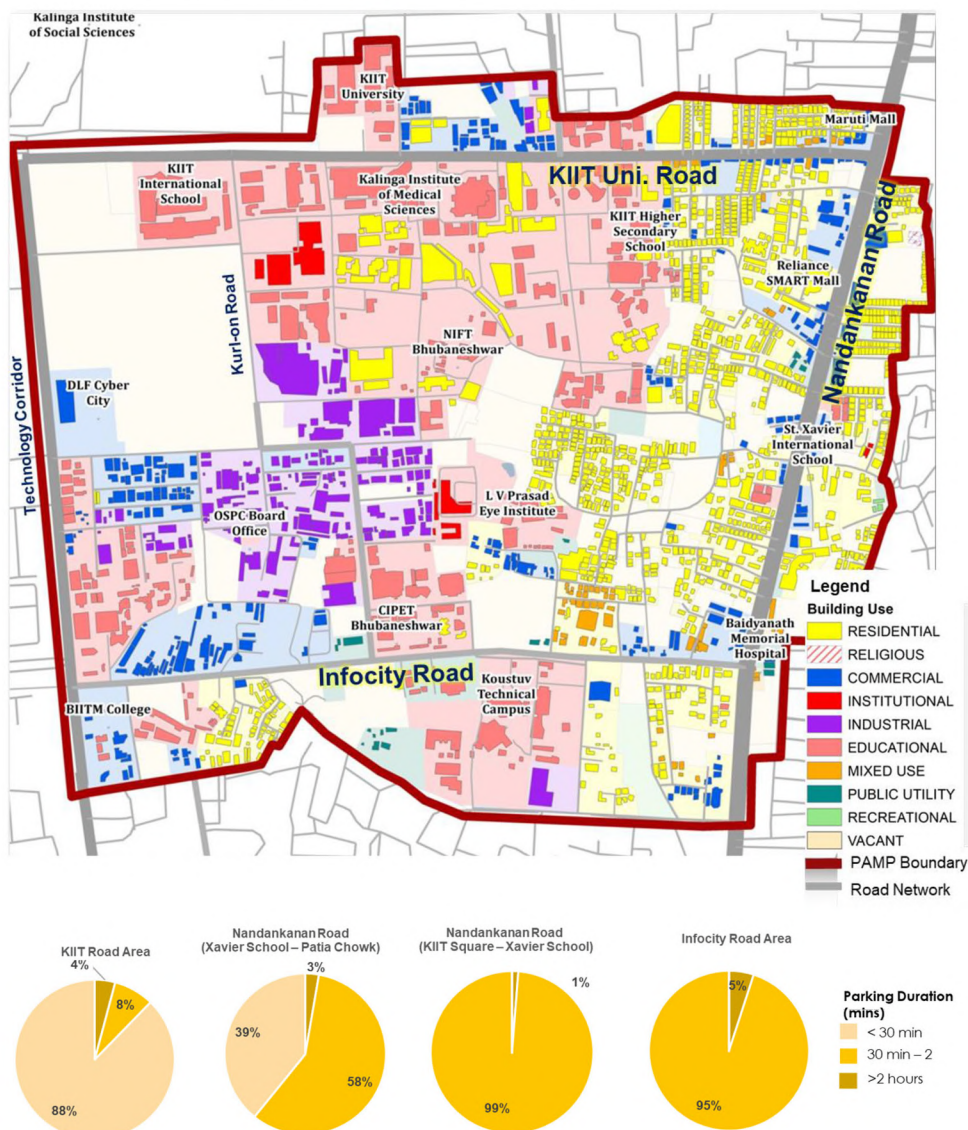 Kalinga Institute
of Social Sciences
KIIT
University
Maruti Mall
KIIT
International
School
Kalinga Institute
of Medical
Sciences
KIIT Uni. Road
KIIT Higher
Secondary
School
Nandankanan Road
Reliance
SMART Mall
Kurl-on Road
NIFT
Bhubaneshwar
Technology Corridor
DLF Cyber
City
St. Xavier
International
School
OSPC Board
Office
L V Prasad
Eye Institute
CIPET
Bhubaneshwar
Baidyanath
Memorial
Hospital
Infocity Road
Koustuv
Technical
Campus
BIITM College
Legend
Building Use
RESIDENTIAL
RELIGIOUS
COMMERCIAL
INSTITUTIONAL
INDUSTRIAL
EDUCATIONAL
MIXED USE
PUBLIC UTILITY
RECREATIONAL
VACANT
PAMP Boundary
Road Network
KIIT Road Area
4%
8%
88%
Nandankanan Road
(Xavier School – Patia Chowk)
3%
39%
58%
Nandankanan Road
(KIIT Square – Xavier School)
1%
99%
Infocity Road Area
5%
95%
Parking Duration
(mins)
< 30 min
30 min – 2
>2 hours